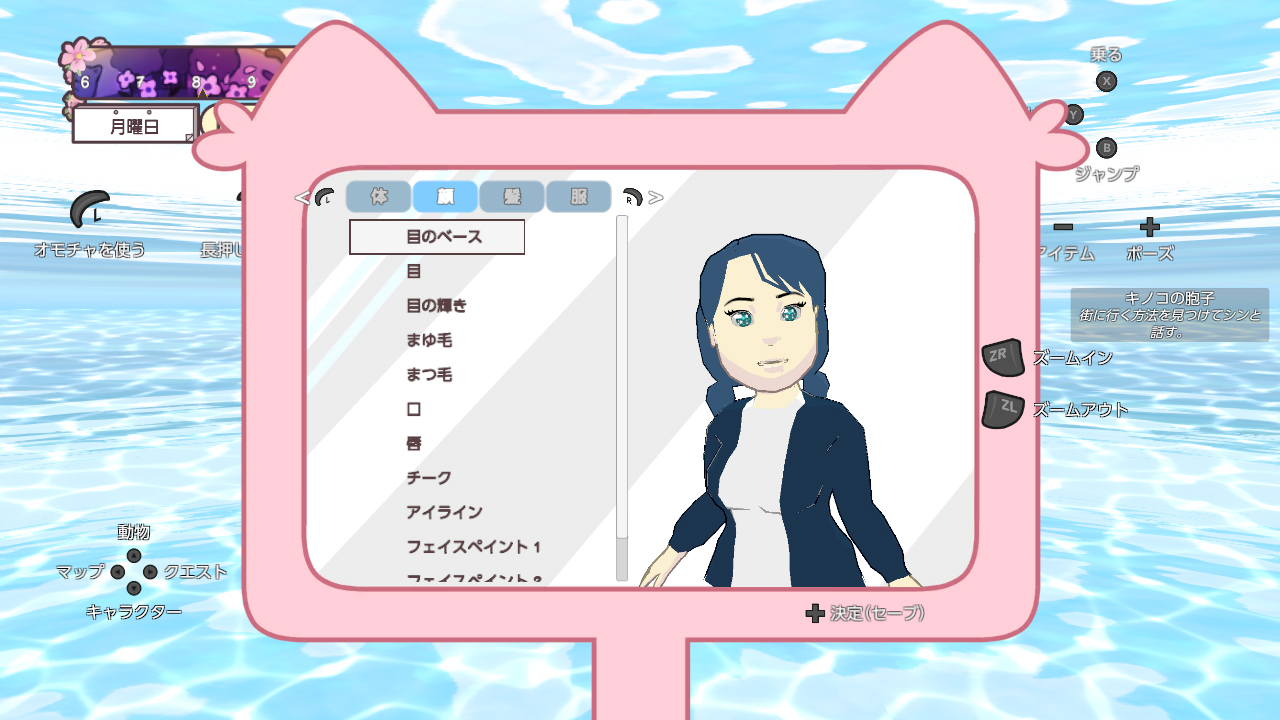 6 7 8 9
月曜日
L
オモチャを使う
長押し
乗る
X
Y
B
ジャンプ
アイテム
ポーズ
キノコの胞子
街に行く方法を見つけてシンと
話す。
ZR
ズームイン
ZL
ズームアウト
< L 体 顔 髪 服 R >
目のベース
目
目の輝き
まゆ毛
まつ毛
口
唇
チーク
アイライン
フェイスペイント 1
フェイスペイント 2
動物
マップ
クエスト
キャラクター
決定(セーブ)